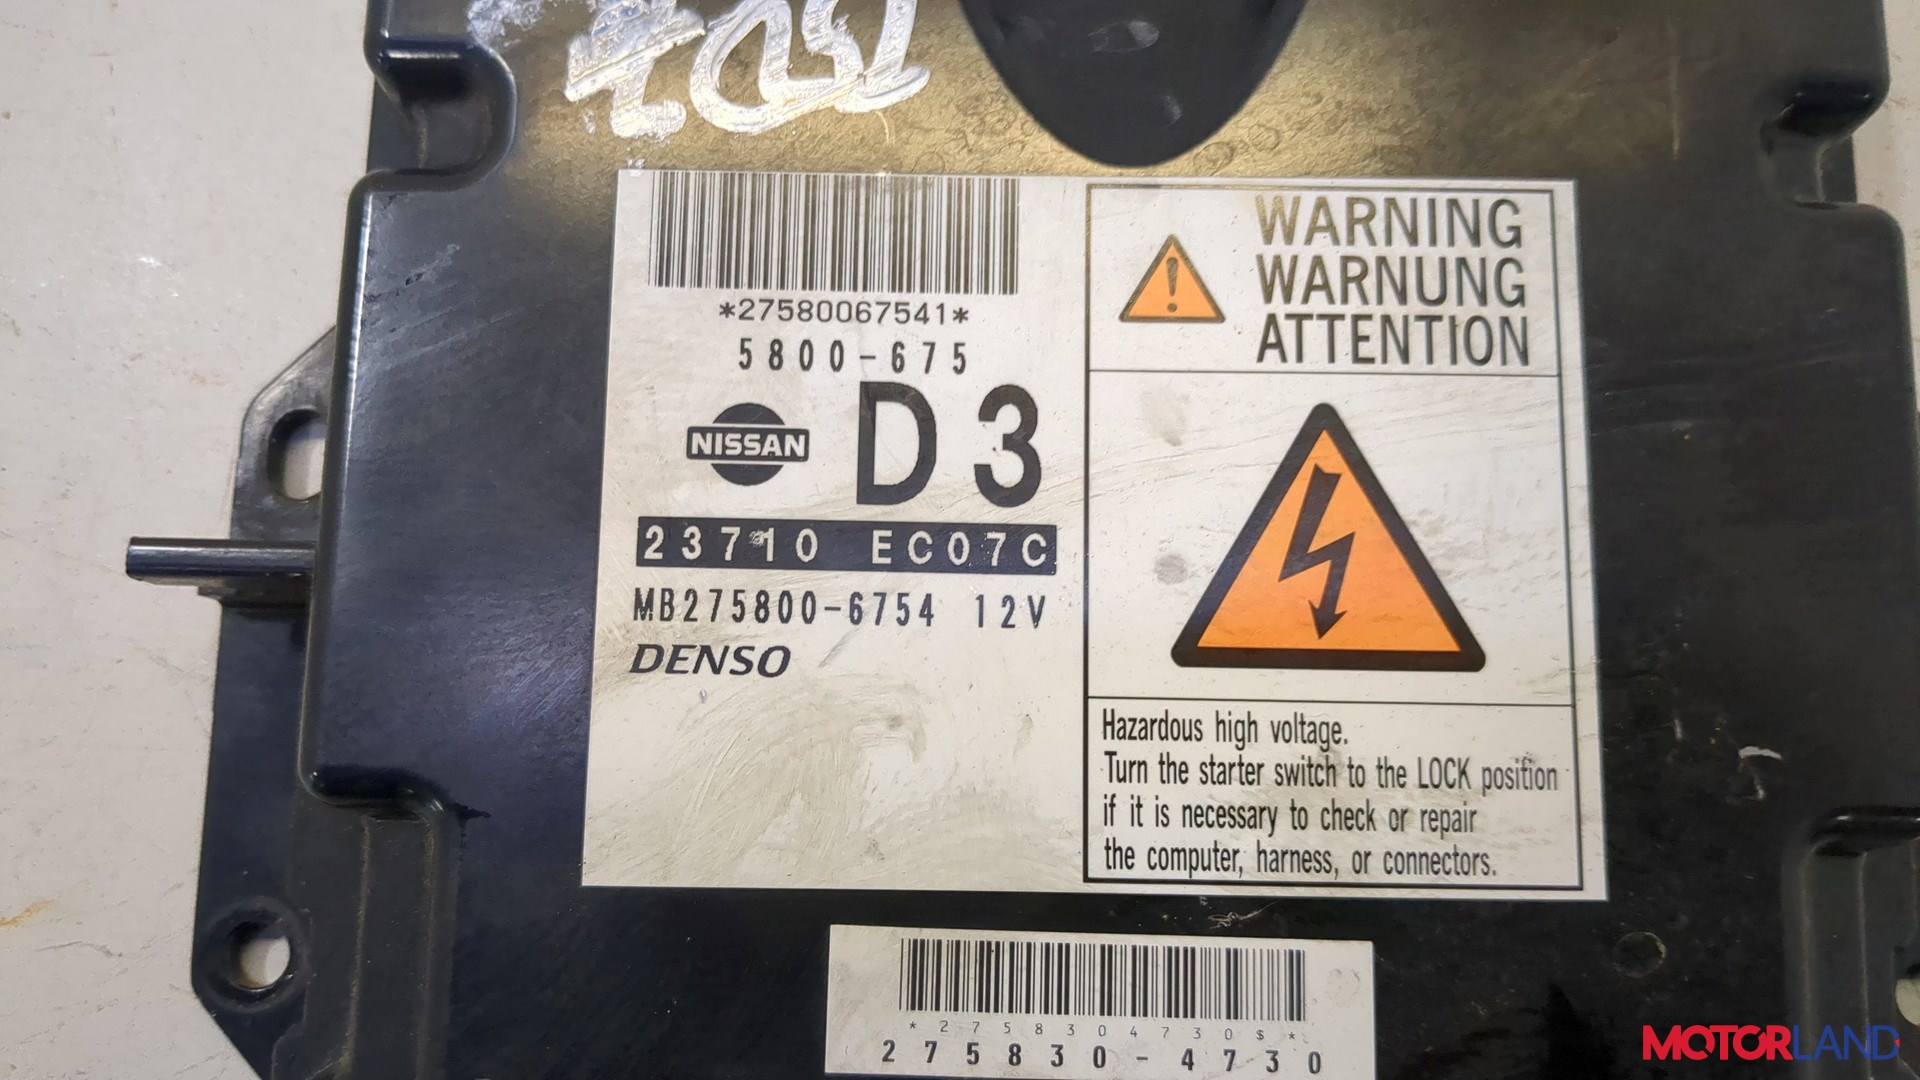 *27580067541*
5800-675
NISSAN
D3
23710 EC07C
MB275800-6754 12V
DENSO
WARNING
WARNUNG
ATTENTION
Hazardous high voltage.
Turn the starter switch to the LOCK position
if it is necessary to check or repair
the computer, harness, or connectors.
*2758304730$*
275830-4730
MOTORLAND